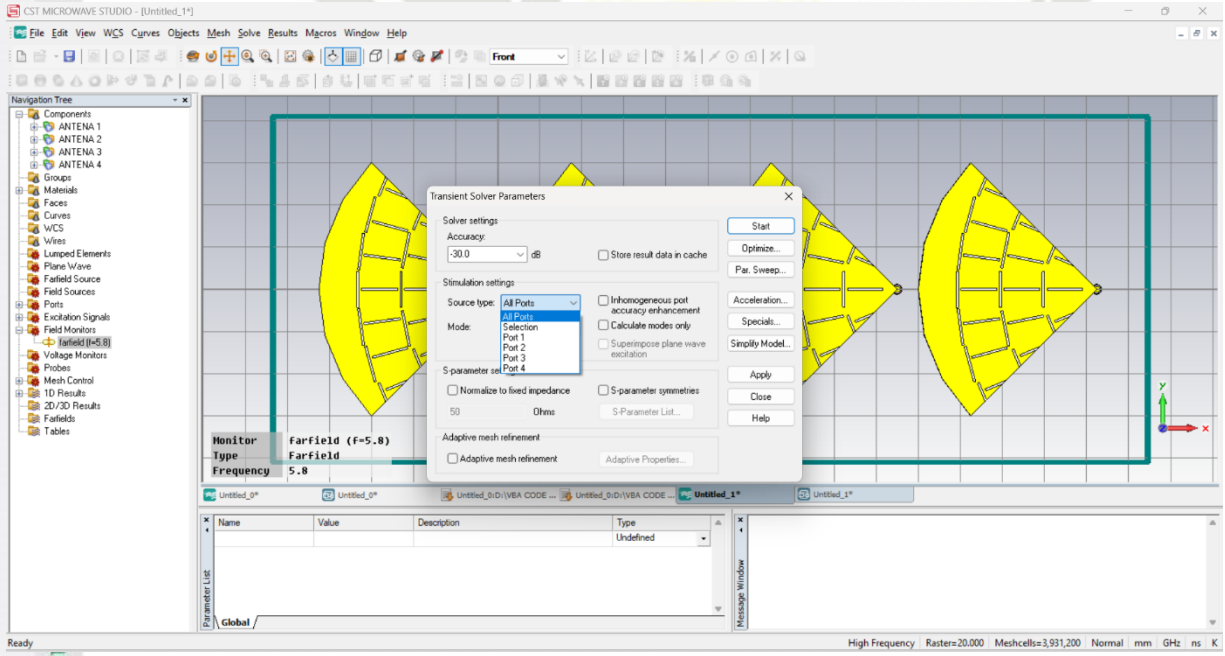 CST MICROWAVE STUDIO - [Untitled_1*]
File Edit View WCS Curves Objects Mesh Solve Results Macros Window Help
Front
Navigation Tree
Components
ANTENA 1
ANTENA 2
ANTENA 3
ANTENA 4
Groups
Materials
Faces
Curves
WCS
Wires
Lumped Elements
Plane Wave
Farfield Source
Field Sources
Ports
Excitation Signals
Field Monitors
farfield (f=5.8)
Voltage Monitors
Probes
Mesh Control
1D Results
2D/3D Results
Farfields
Tables
Monitor farfield (f=5.8)
Type Farfield
Frequency 5.8
Transient Solver Parameters
Solver settings
Accuracy:
-30.0 dB
Store result data in cache
Stimulation settings
Source type: All Ports
All Ports
Selection
Port 1
Port 2
Port 3
Port 4
Mode:
Inhomogeneous port
accuracy enhancement
Calculate modes only
Superimpose plane wave
excitation
S-parameter se
Normalize to fixed impedance
50 Ohms
S-parameter symmetries
S-Parameter List...
Adaptive mesh refinement
Adaptive mesh refinement
Adaptive Properties...
Start
Optimize...
Par. Sweep...
Acceleration...
Specials...
Simplify Model...
Apply
Close
Help
y
x
Untitled_0* Untitled_0* Untitled_0:D:\VBA CODE ... Untitled_0:D:\VBA CODE ... Untitled_1* Untitled_1*
Name Value Description Type
Undefined
Parameter List
Global
Message Window
Ready
High Frequency Raster=20.000 Meshcells=3,931,200 Normal mm GHz ns K